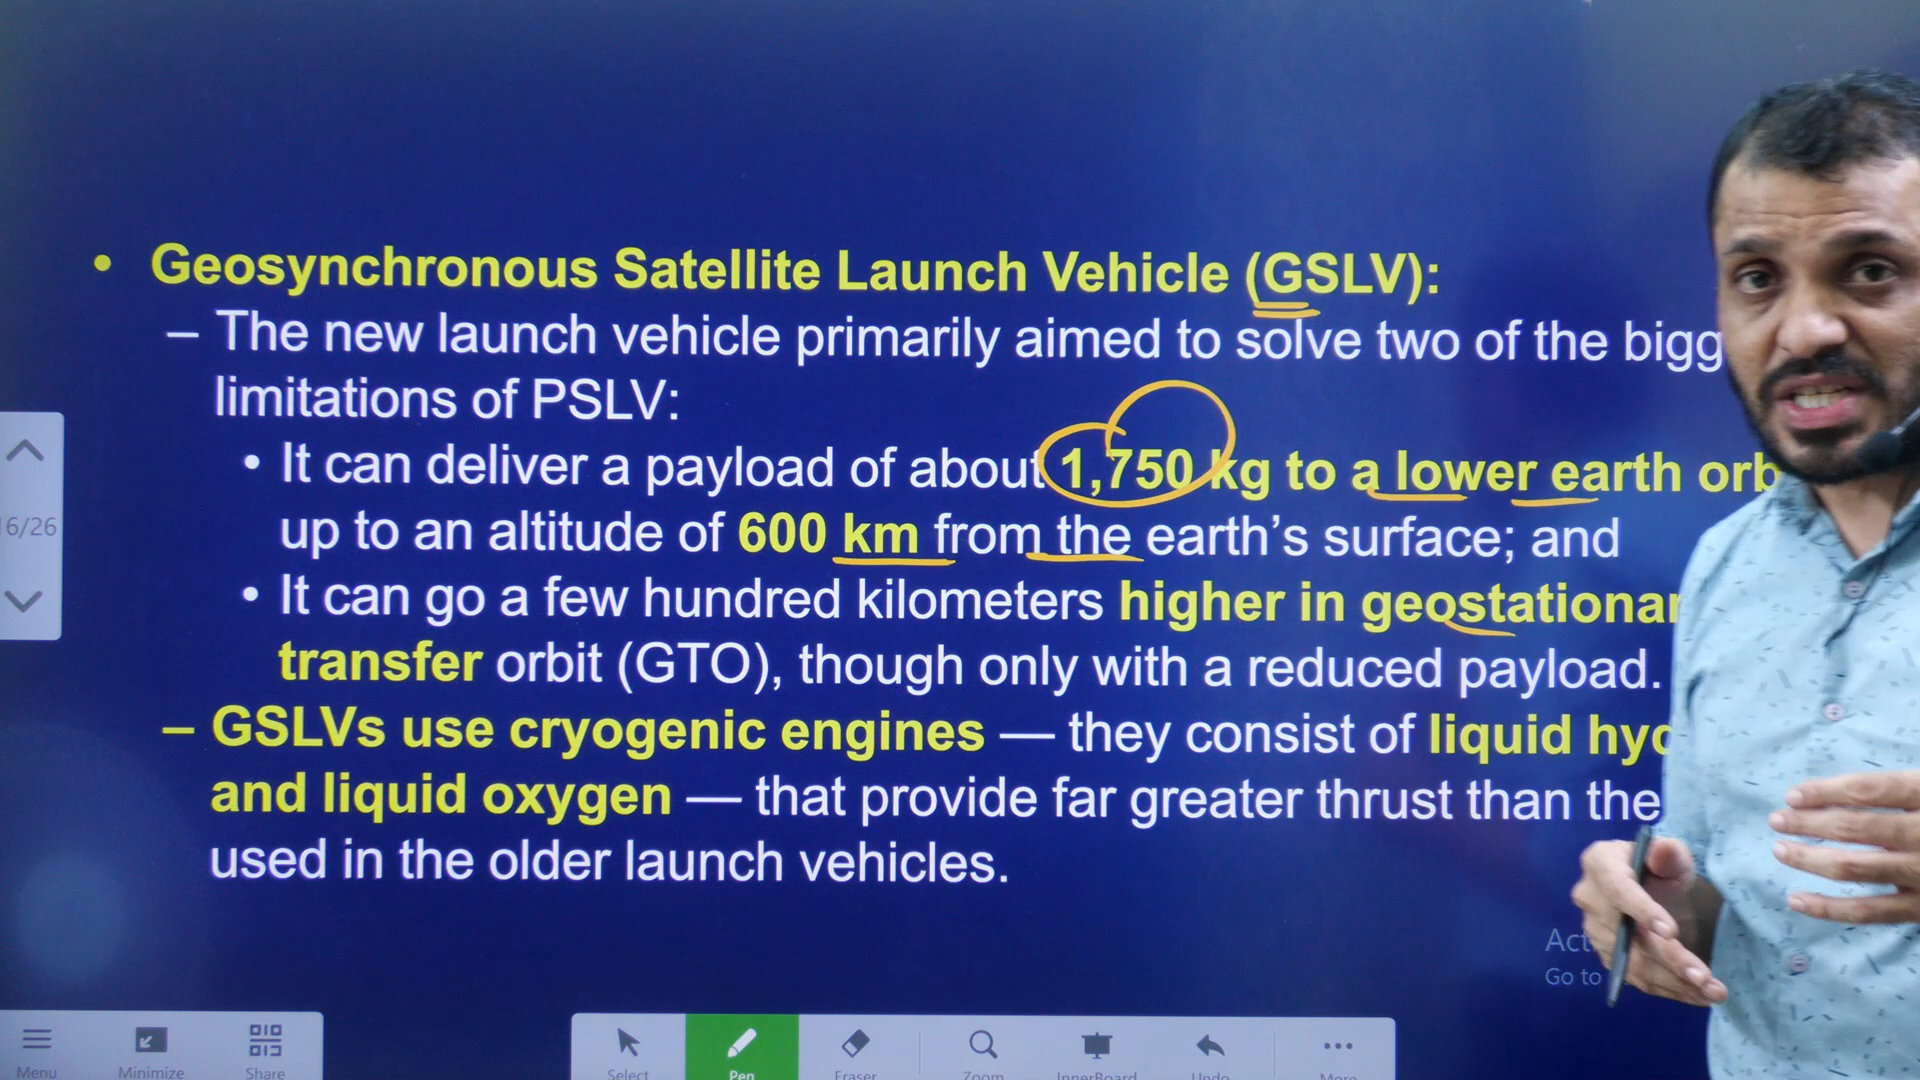 • Geosynchronous Satellite Launch Vehicle (GSLV):
– The new launch vehicle primarily aimed to solve two of the bigg
limitations of PSLV:
• It can deliver a payload of about 1,750 kg to a lower earth orb
up to an altitude of 600 km from the earth's surface; and
• It can go a few hundred kilometers higher in geostationar
transfer orbit (GTO), though only with a reduced payload.
– GSLVs use cryogenic engines — they consist of liquid hyd
and liquid oxygen — that provide far greater thrust than the
used in the older launch vehicles.
16/26
Act
Go to
Menu Minimize Share Select Pen Eraser Zoom InnerBoard Undo More